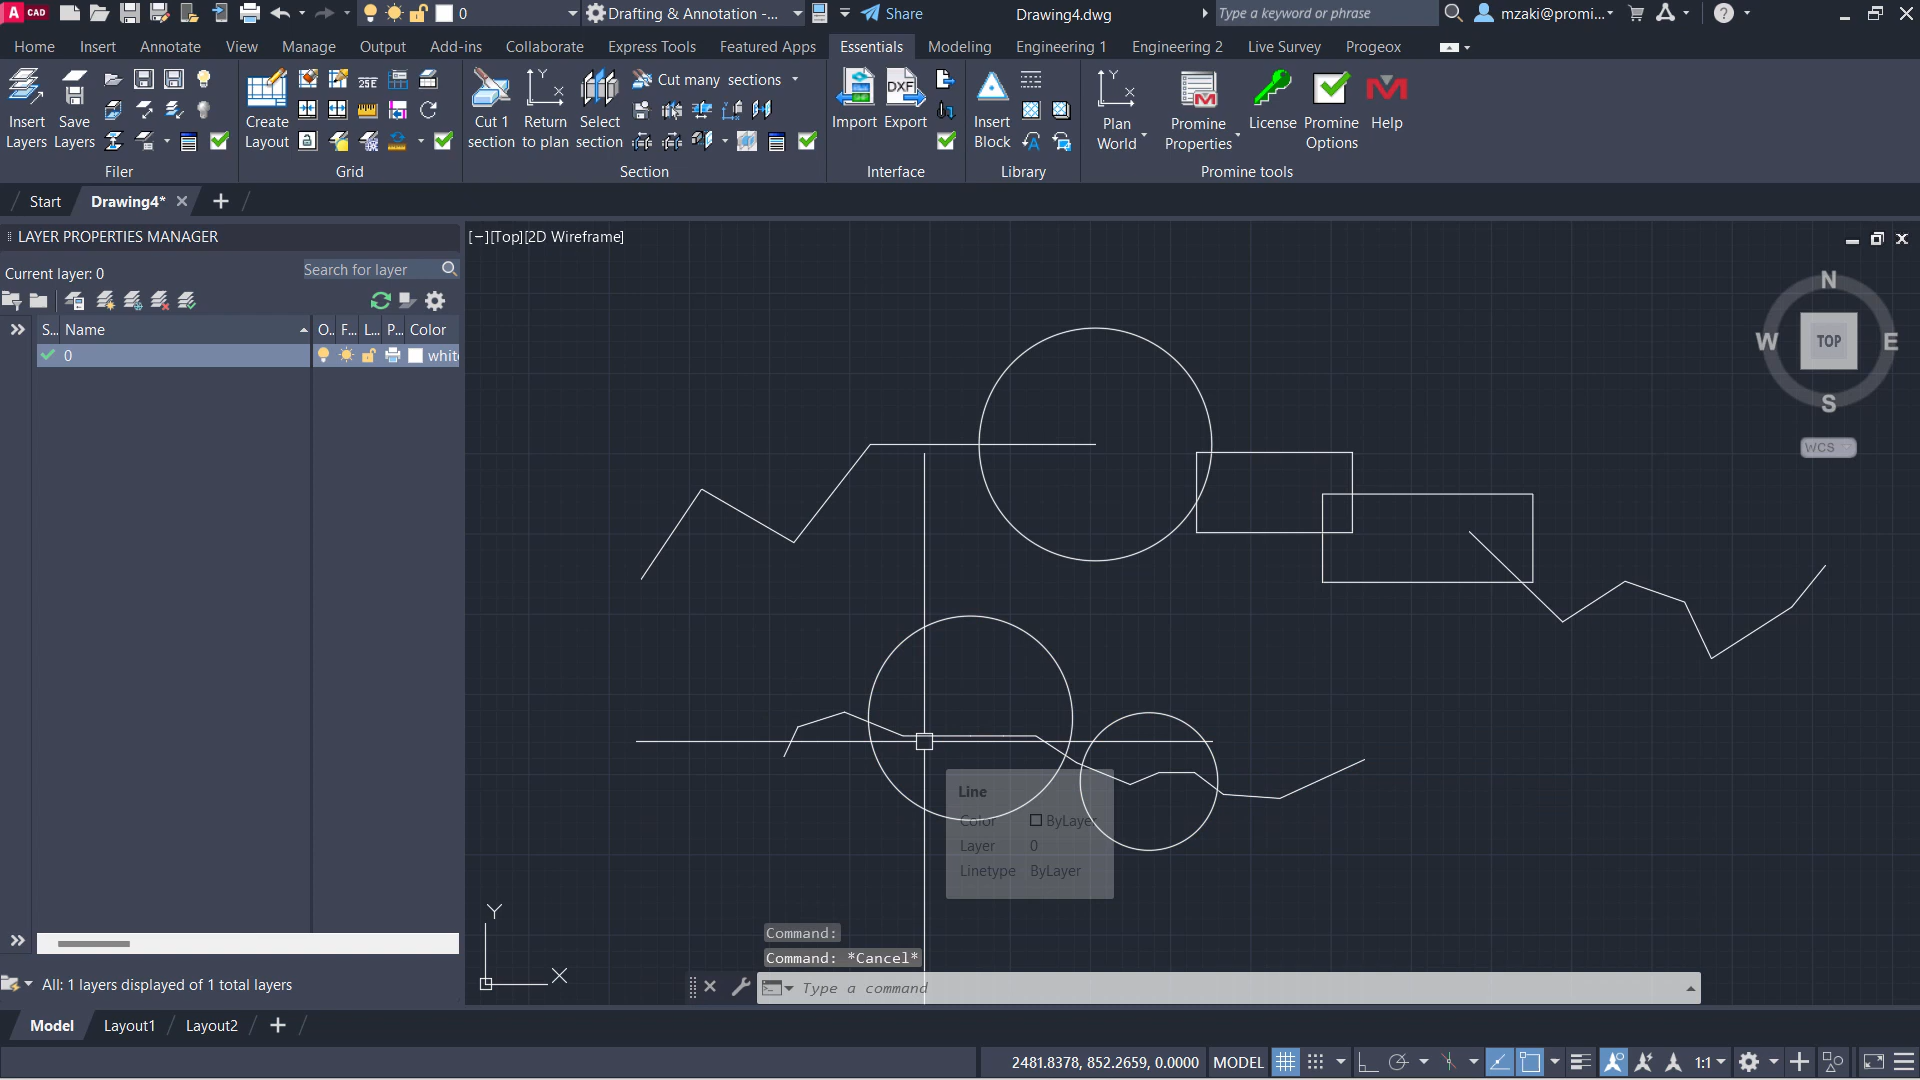 A CAD
0
Drafting & Annotation -...
Share
Drawing4.dwg
Type a keyword or phrase
mzaki@promi...
Home
Insert
Annotate
View
Manage
Output
Add-ins
Collaborate
Express Tools
Featured Apps
Essentials
Modeling
Engineering 1
Engineering 2
Live Survey
Progeox
Insert
Layers
Save
Layers
Filer
Create
Layout
25E
Grid
Cut 1
section
Return
to plan
Select
section
Cut many sections
Section
Import
DXF
Export
Interface
Insert
Block
Library
Plan
World
Promine
Properties
License
Promine
Options
Help
Promine tools
Start
Drawing4*
LAYER PROPERTIES MANAGER
Current layer: 0
Search for layer
S...
Name
O..
F...
L...
P...
Color
0
whit
All: 1 layers displayed of 1 total layers
[−][Top][2D Wireframe]
N
W
TOP
E
S
WCS
Line
Color
ByLayer
Layer
0
Linetype
ByLayer
Y
X
Command:
Command: *Cancel*
Type a command
Model
Layout1
Layout2
2481.8378, 852.2659, 0.0000
MODEL
1:1